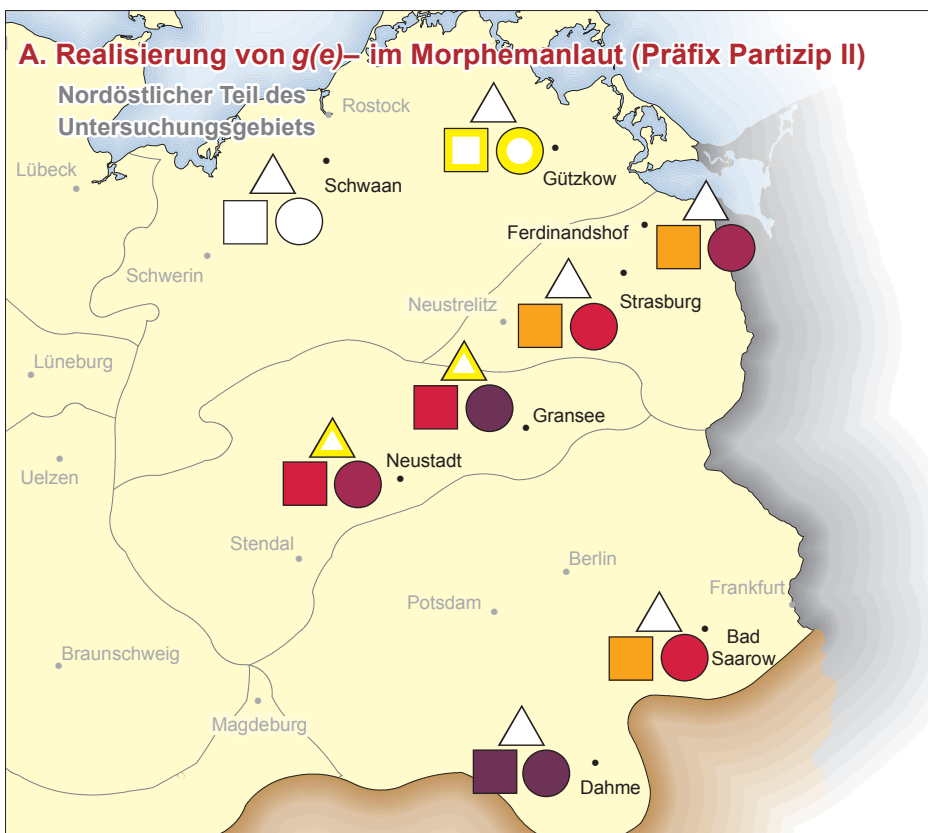 A. Realisierung von g(e)– im Morphemanlaut (Präfix Partizip II)
Nordöstlicher Teil des
Untersuchungsgebiets
Rostock
Lübeck
Schwaan
Gützkow
Ferdinandshof
Schwerin
Strasburg
Neustrelitz
Lüneburg
Gransee
Uelzen
Neustadt
Stendal
Berlin
Potsdam
Frankfurt
Braunschweig
Bad
Saarow
Magdeburg
Dahme